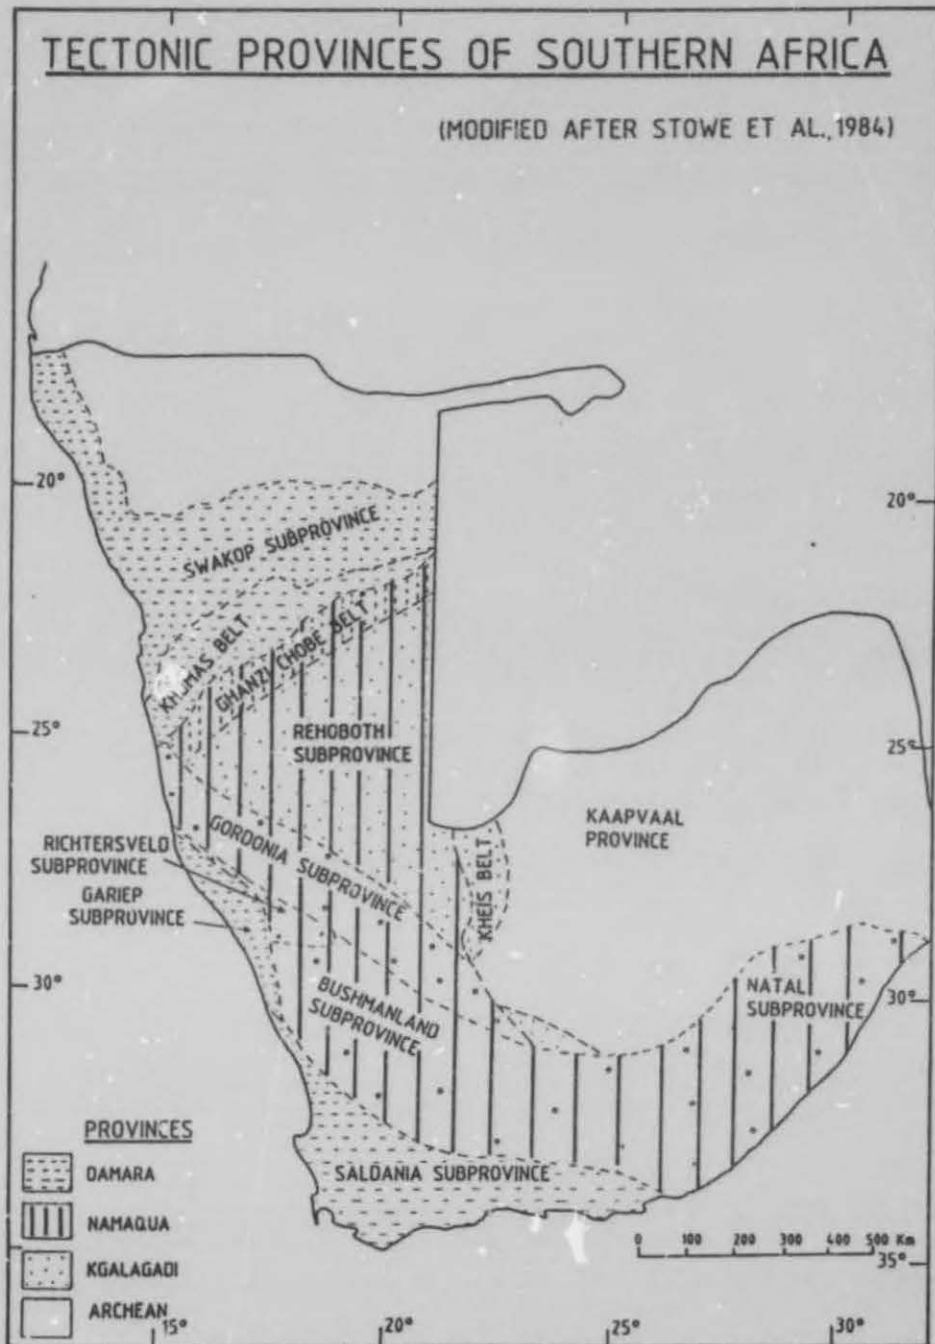 TECTONIC PROVINCES OF SOUTHERN AFRICA
(MODIFIED AFTER STOWE ET AL., 1984)
20°
20°
SWAKOP SUBPROVINCE
KHOMAS BELT
GHANZI CHOBE BELT
25°
25°
REHOBOTH
SUBPROVINCE
KAAPVAAL
PROVINCE
GORDONIA SUBPROVINCE
RICHTERSVELD
SUBPROVINCE
GARIEP
SUBPROVINCE
KHEIS BELT
30°
30°
BUSHMANLAND
SUBPROVINCE
NATAL
SUBPROVINCE
SALDANIA SUBPROVINCE
PROVINCES
DAMARA
NAMAQUA
KGALAGADI
ARCHEAN
0 100 200 300 400 500 Km
35°
15°
20°
25°
30°